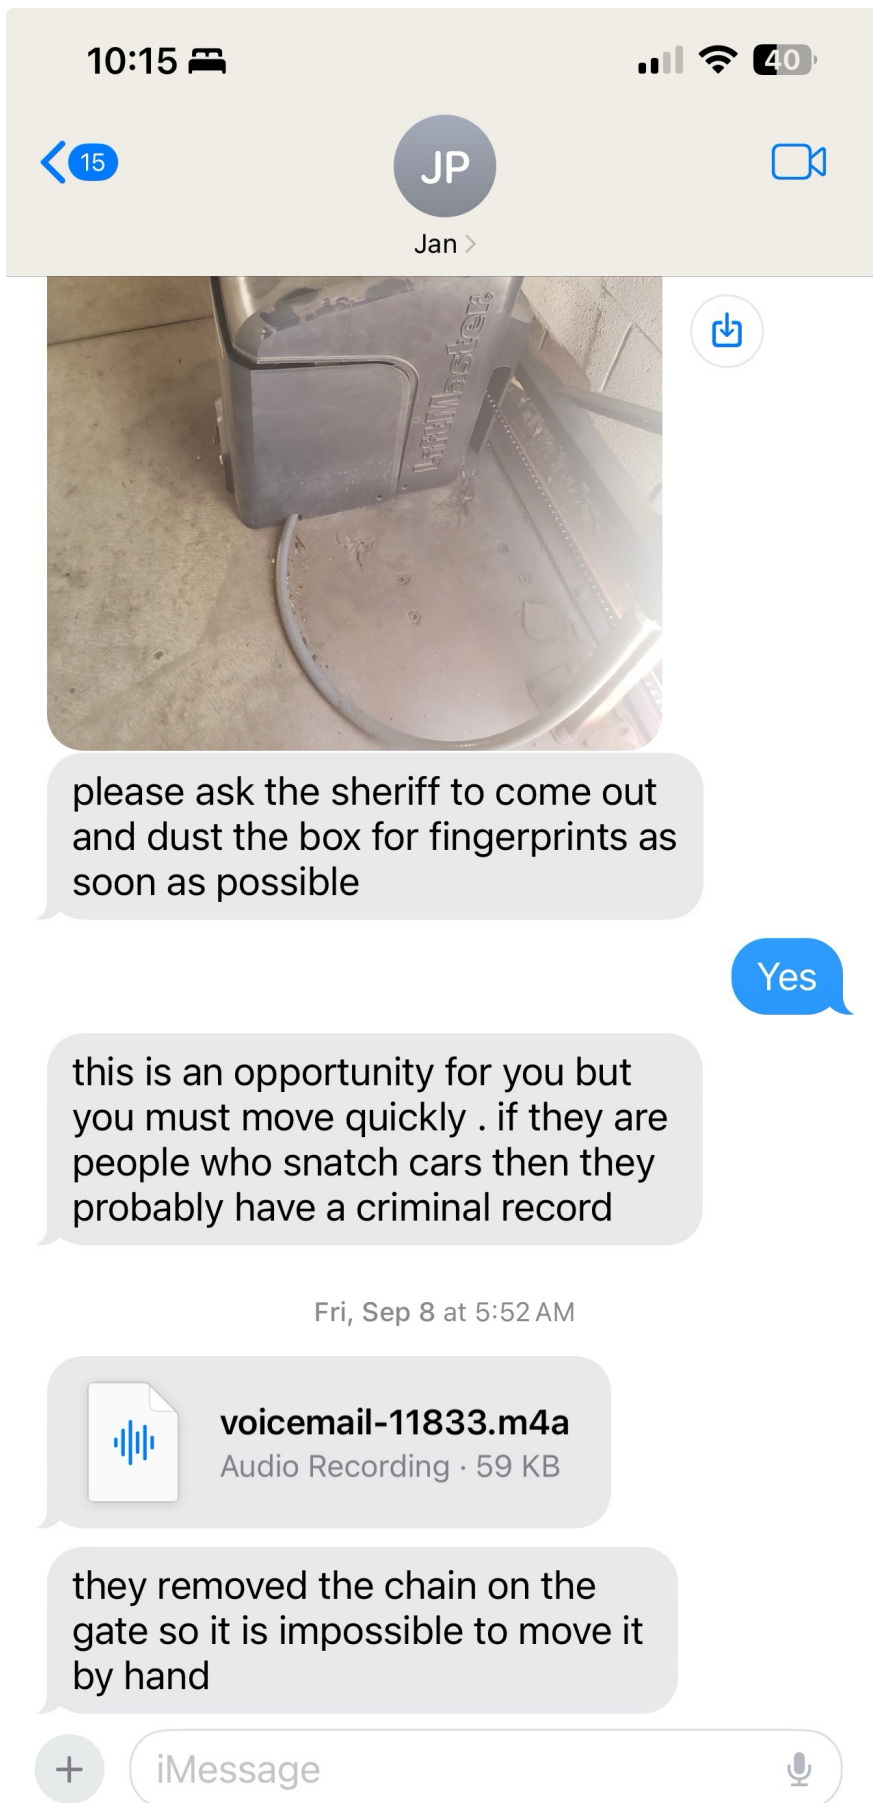 10:15
40
15
JP
Jan
LiftMaster
please ask the sheriff to come out
and dust the box for fingerprints as
soon as possible
Yes
this is an opportunity for you but
you must move quickly . if they are
people who snatch cars then they
probably have a criminal record
Fri, Sep 8 at 5:52 AM
voicemail-11833.m4a
Audio Recording · 59 KB
they removed the chain on the
gate so it is impossible to move it
by hand
iMessage